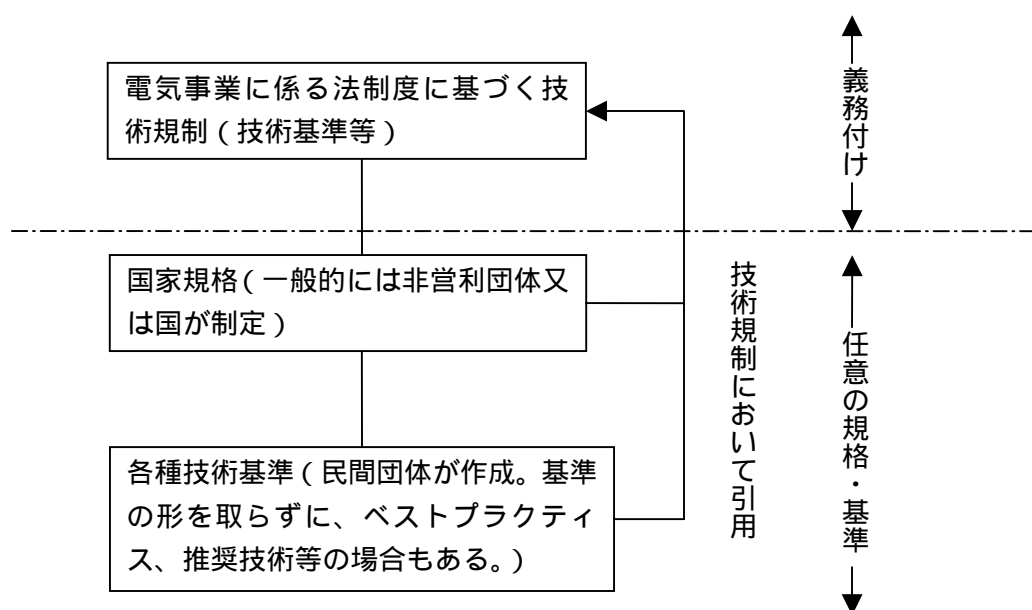 電気事業に係る法制度に基づく技
術規制(技術基準等)
義務付け
国家規格(一般的には非営利団体又
は国が制定)
各種技術基準(民間団体が作成。基準
の形を取らずに、ベストプラクティ
ス、推奨技術等の場合もある。)
技術規制において引用
任意の規格・基準